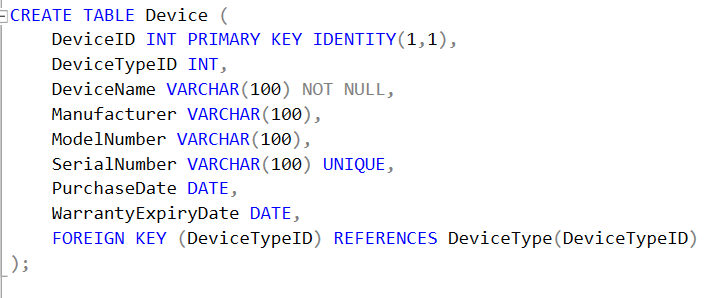 CREATE TABLE Device (
DeviceID INT PRIMARY KEY IDENTITY(1,1),
DeviceTypeID INT,
DeviceName VARCHAR(100) NOT NULL,
Manufacturer VARCHAR(100),
ModelNumber VARCHAR(100),
SerialNumber VARCHAR(100) UNIQUE,
PurchaseDate DATE,
WarrantyExpiryDate DATE,
FOREIGN KEY (DeviceTypeID) REFERENCES DeviceType(DeviceTypeID)
);